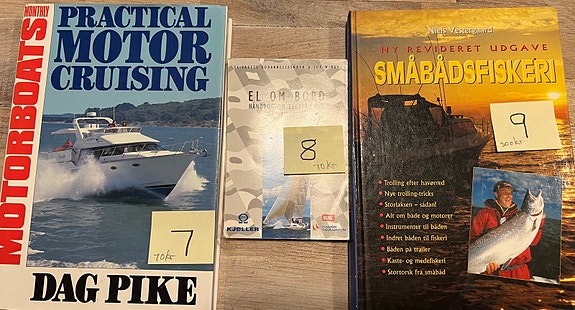 MOTORBOATS
MONTHLY
PRACTICAL
MOTOR
CRUISING
7
70kr
DAG PIKE
EL OM BORD
8
70kr
KJØLLER
Niels Vestergaard
NY REVIDERET UDGAVE
SMÅBÅDSFISKERI
9
300kr
• Trolling efter havørred
• Nye trolling-tricks
• Storlaksen - sådan!
• Alt om både og motorer
• Instrumenter til båden
• Indret båden til fiskeri
• Båden på trailer
• Kaste- og medefiskeri
• Stortorsk fra småbåd